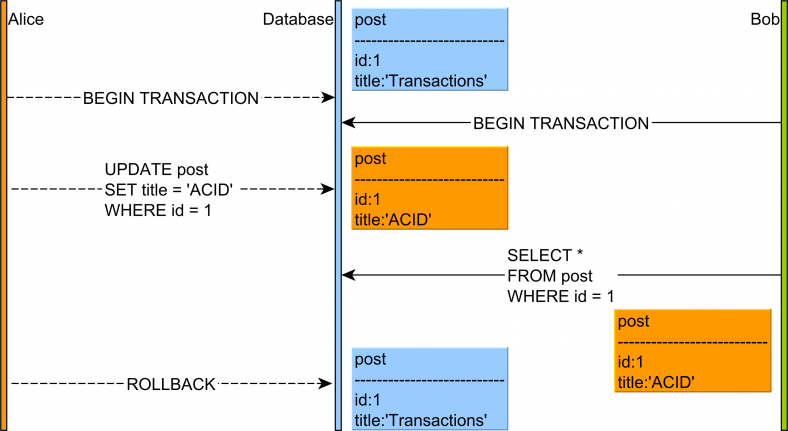 Alice
Database
Bob
post
----------------------------
id:1
title:'Transactions'
BEGIN TRANSACTION
BEGIN TRANSACTION
UPDATE post
SET title = 'ACID'
WHERE id = 1
post
----------------------------
id:1
title:'ACID'
SELECT *
FROM post
WHERE id = 1
post
----------------------------
id:1
title:'ACID'
ROLLBACK
post
----------------------------
id:1
title:'Transactions'